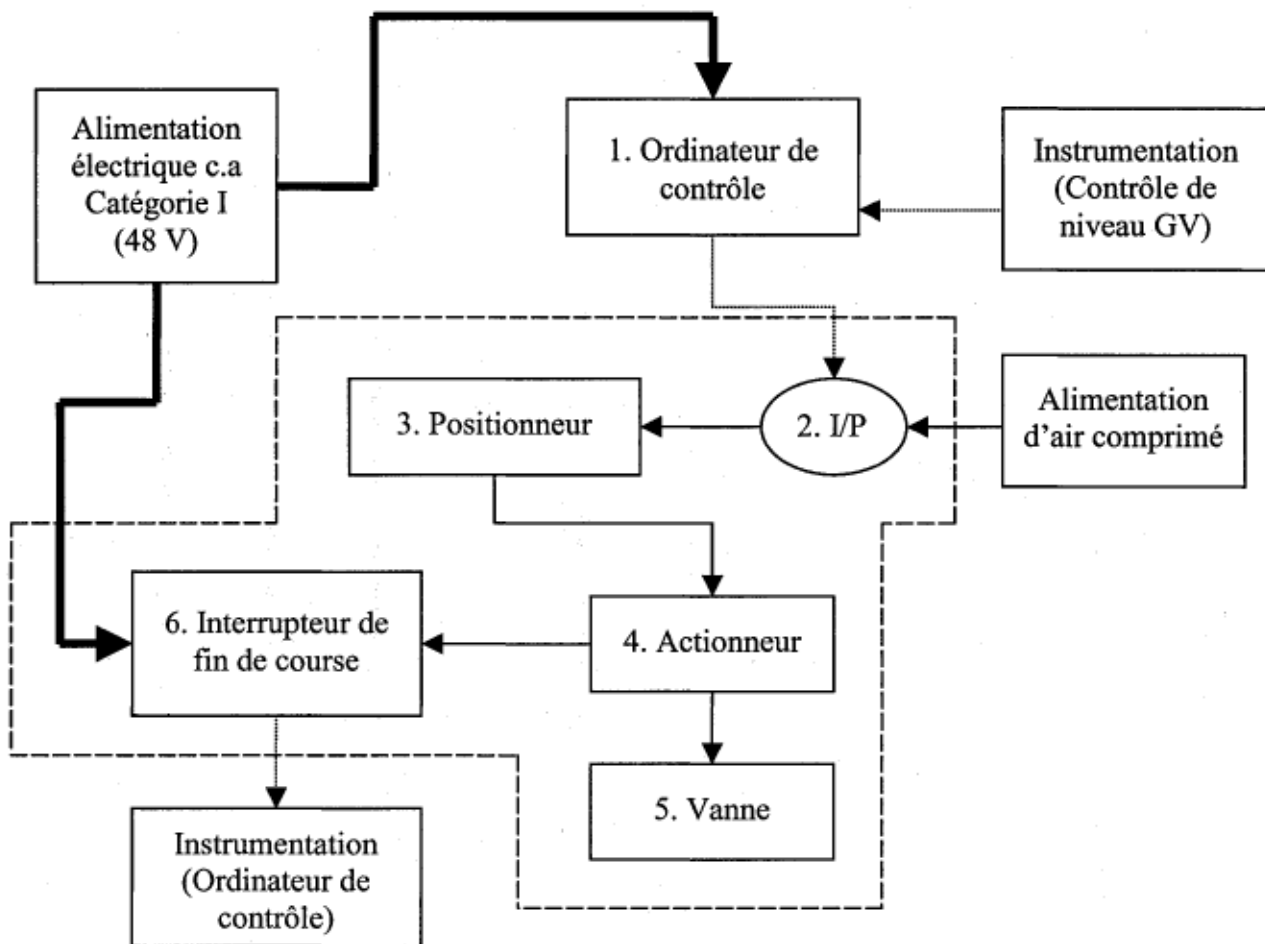 Alimentation
électrique c.a
Catégorie I
(48 V)
1. Ordinateur de
contrôle
Instrumentation
(Contrôle de
niveau GV)
3. Positionneur
2. I/P
Alimentation
d'air comprimé
6. Interrupteur de
fin de course
4. Actionneur
5. Vanne
Instrumentation
(Ordinateur de
contrôle)